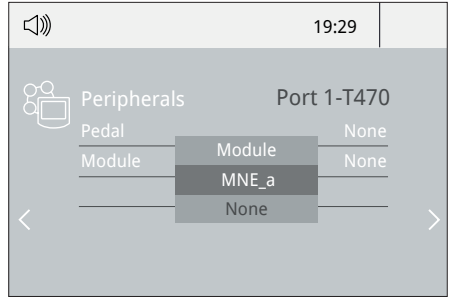 19:29
Peripherals Port 1-T470
Pedal None
Module None
Module
MNE_a
None